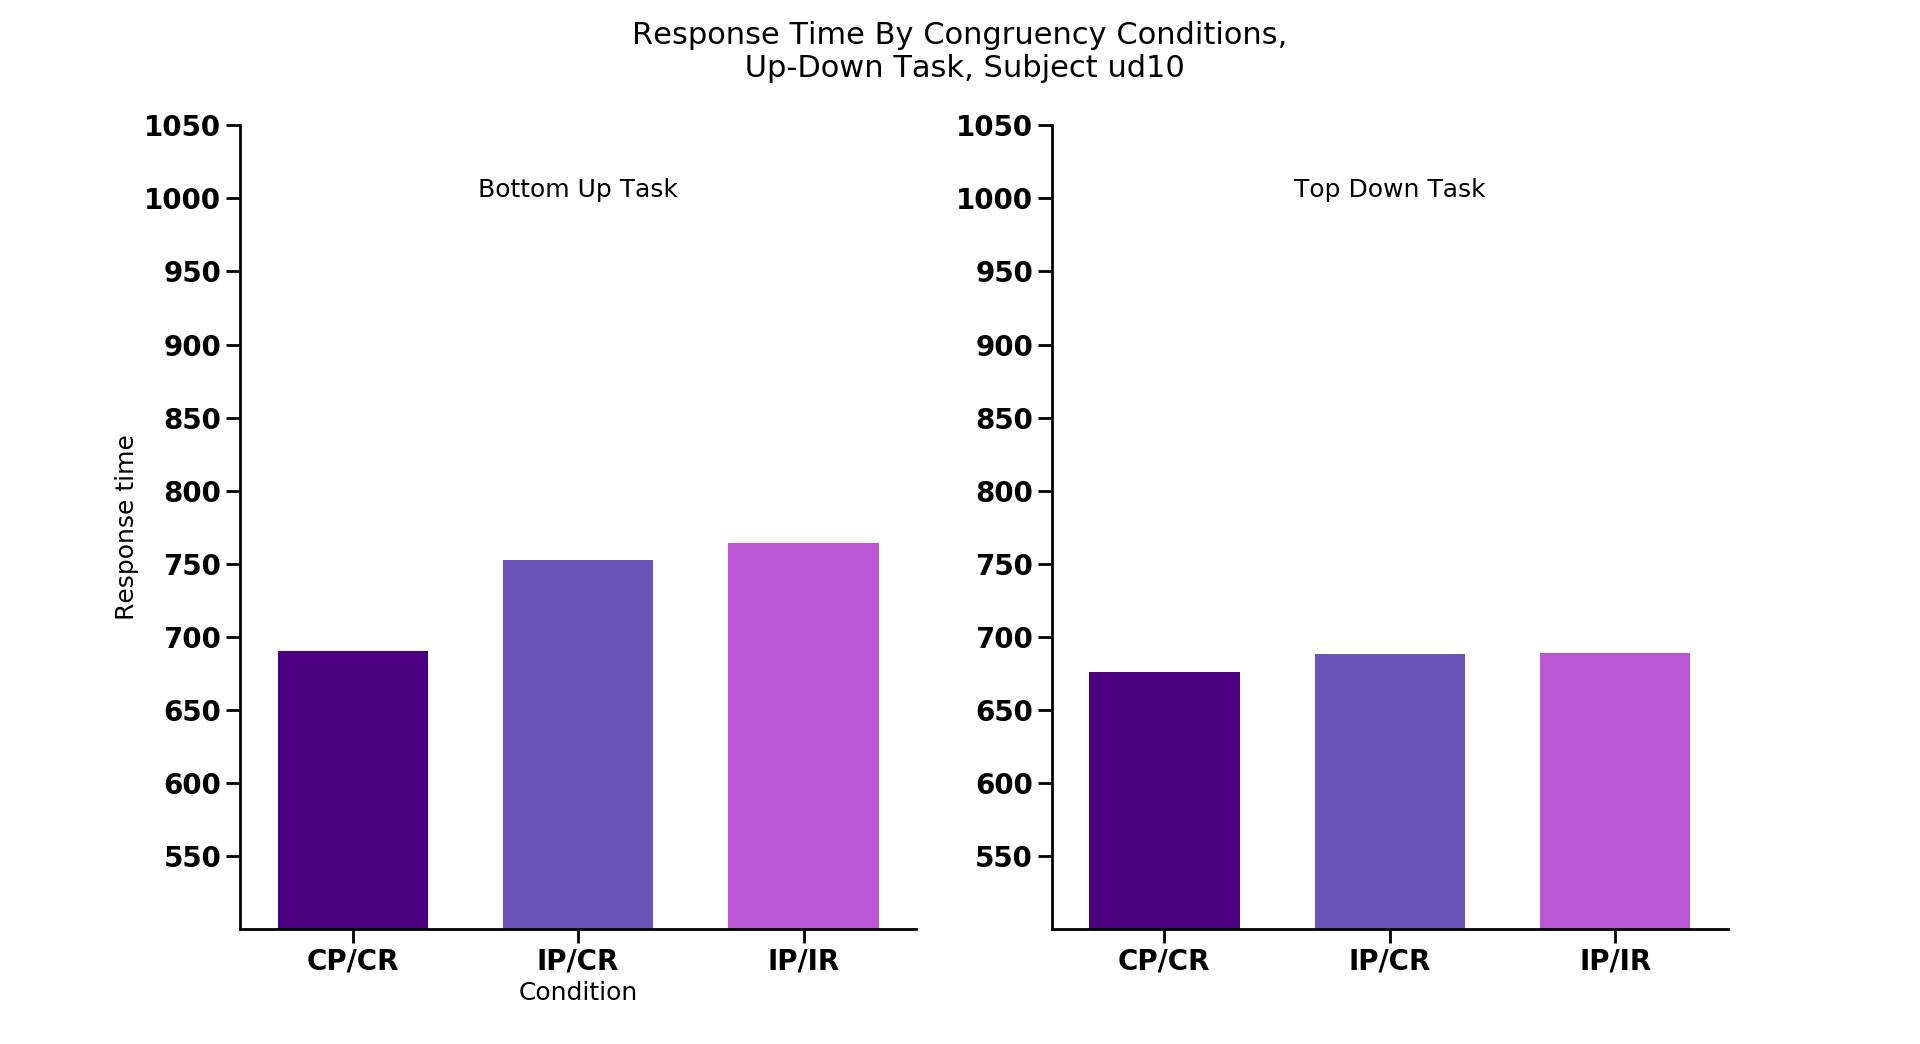 Response Time By Congruency Conditions,
Up-Down Task, Subject ud10
Bottom Up Task
1050
1000
950
900
850
800
750
700
650
600
550
Response time
CP/CR
IP/CR
IP/IR
Condition
Top Down Task
1050
1000
950
900
850
800
750
700
650
600
550
CP/CR
IP/CR
IP/IR